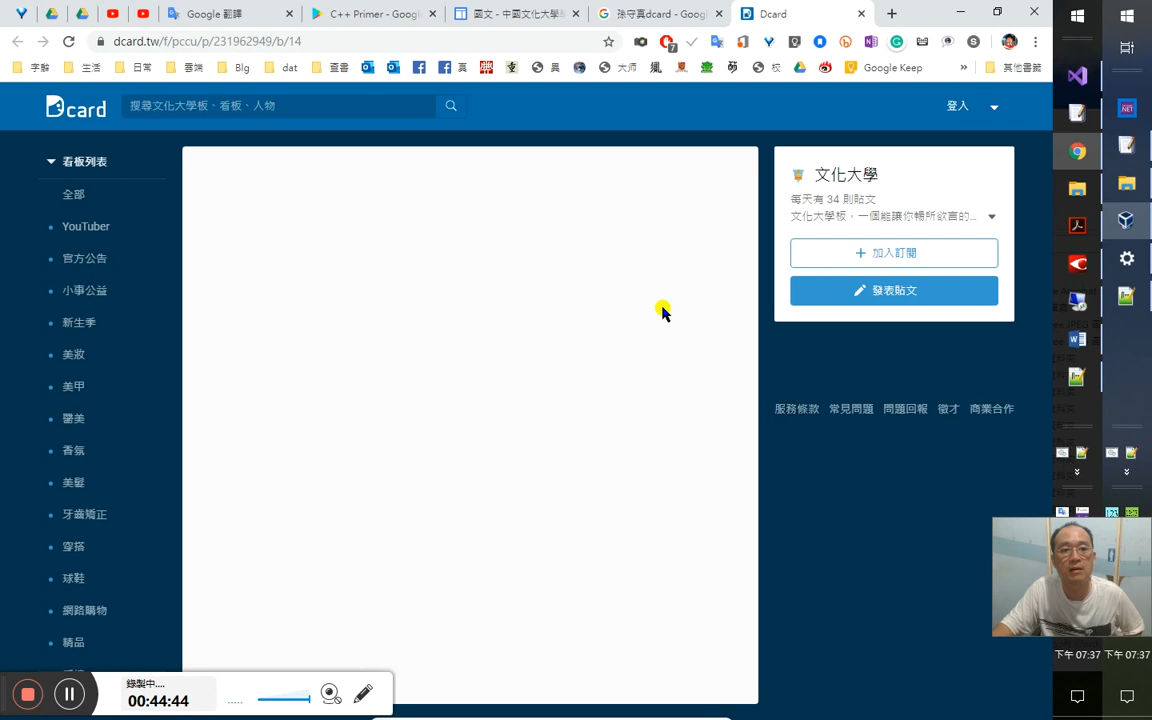 Google 翻譯
C++ Primer - Googl
國文 - 中國文化大學
孫守真dcard - Goog
Dcard
dcard.tw/f/pccu/p/231962949/b/14
7
字辭
生活
日常
雲端
Blg
dat
查書
真
異
大师
校
Google Keep
»
其他書籤
Dcard
搜尋文化大學板、看板、人物
登入
看板列表
全部
YouTuber
官方公告
小事公益
新生季
美妝
美甲
醫美
香氛
美髮
牙齒矯正
穿搭
球鞋
網路購物
精品
文化大學
每天有 34 則貼文
文化大學板，一個能讓你暢所欲言的...
加入訂閱
發表貼文
服務條款 常見問題 問題回報 徵才 商業合作
錄製中....
00:44:44
下午 07:37 下午 07:37